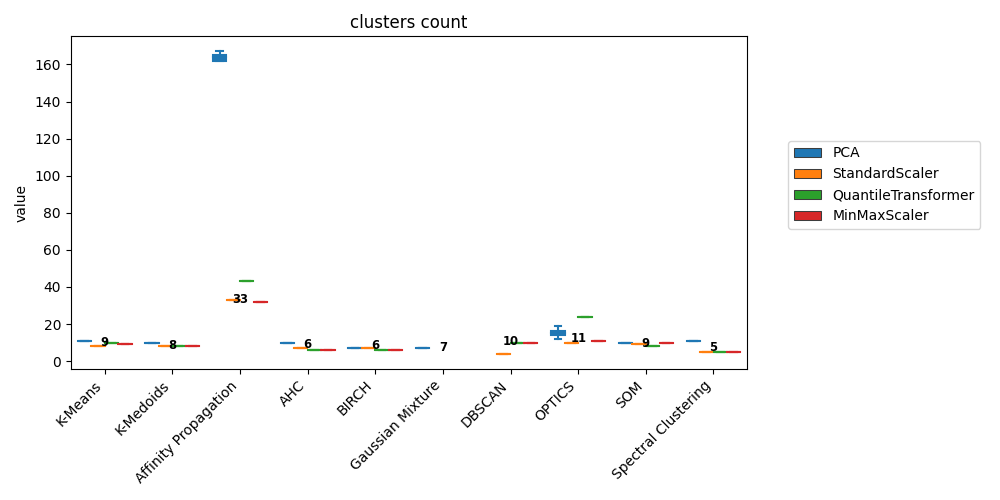 clusters count
value
160
140
120
100
80
60
40
20
0
9
8
33
6
6
7
10
11
9
5
K-Means
K-Medoids
Affinity Propagation
AHC
BIRCH
Gaussian Mixture
DBSCAN
OPTICS
SOM
Spectral Clustering
PCA
StandardScaler
QuantileTransformer
MinMaxScaler